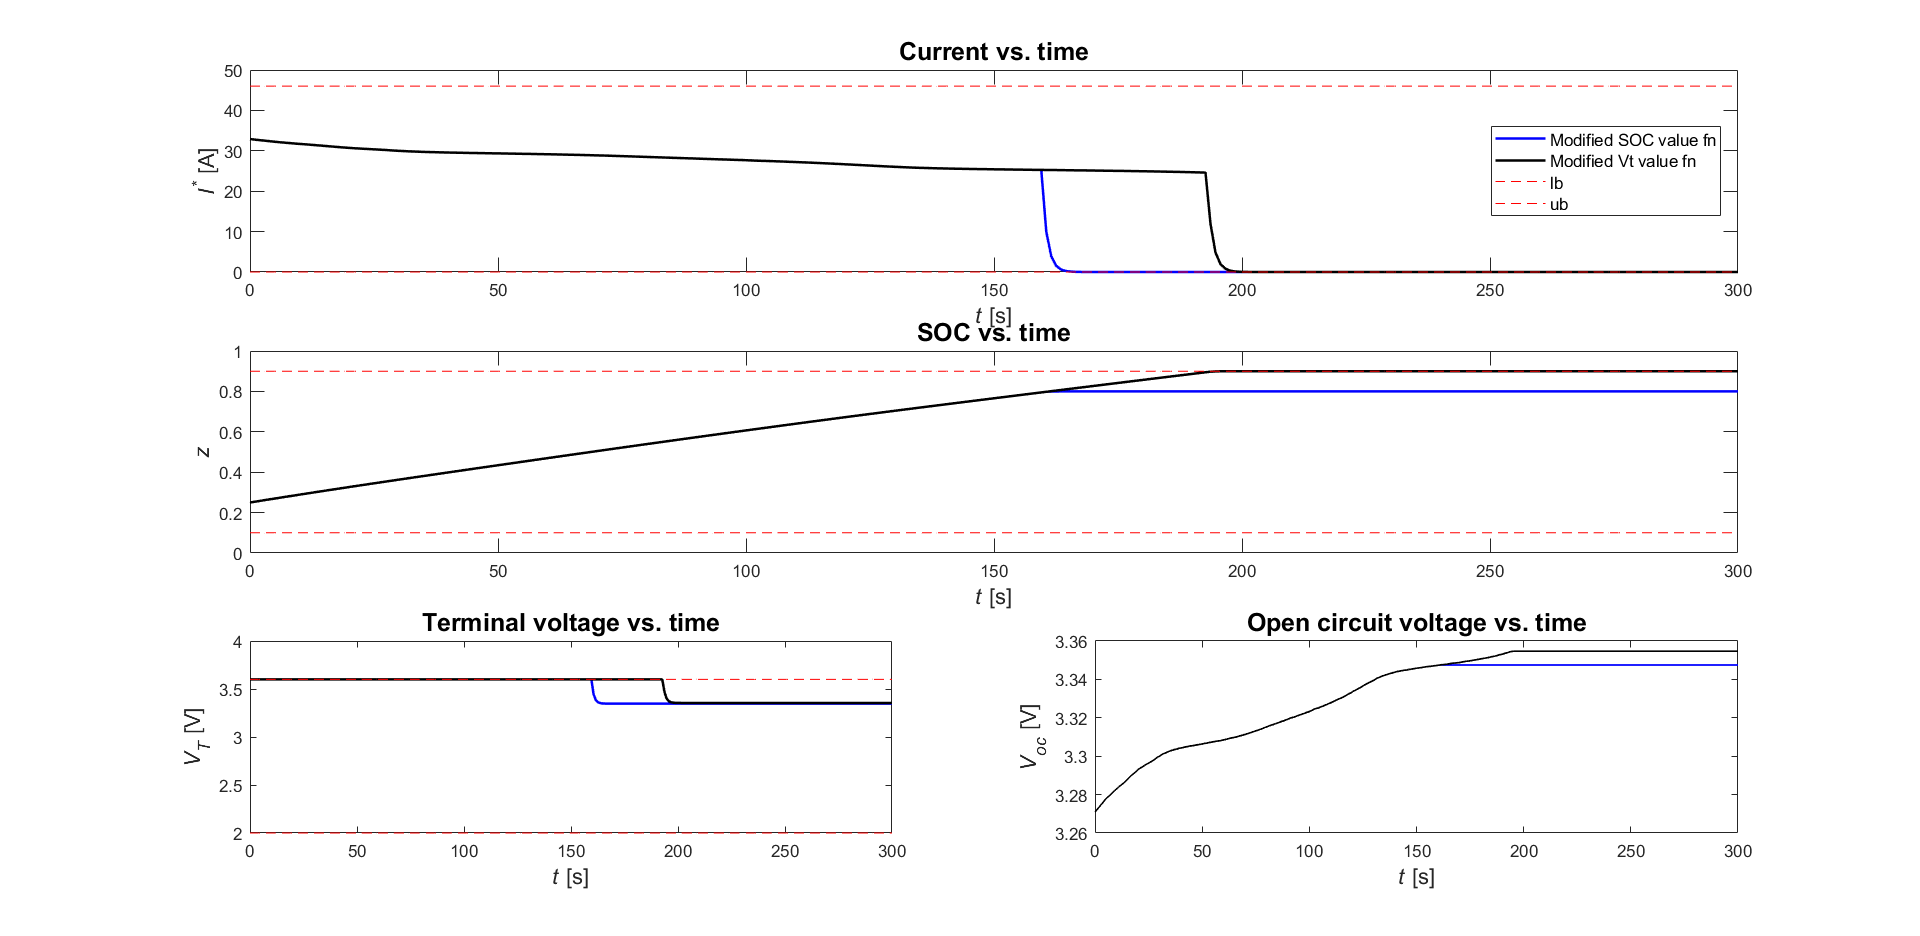 Current vs. time
50
40
30
20
10
0
I* [A]
0 50 100 150 200 250 300
t [s]
Modified SOC value fn
Modified Vt value fn
lb
ub
SOC vs. time
1
0.8
0.6
0.4
0.2
0
z
0 50 100 150 200 250 300
t [s]
Terminal voltage vs. time
4
3.5
3
2.5
2
V_T [V]
0 50 100 150 200 250 300
t [s]
Open circuit voltage vs. time
3.36
3.34
3.32
3.3
3.28
3.26
V_oc [V]
0 50 100 150 200 250 300
t [s]